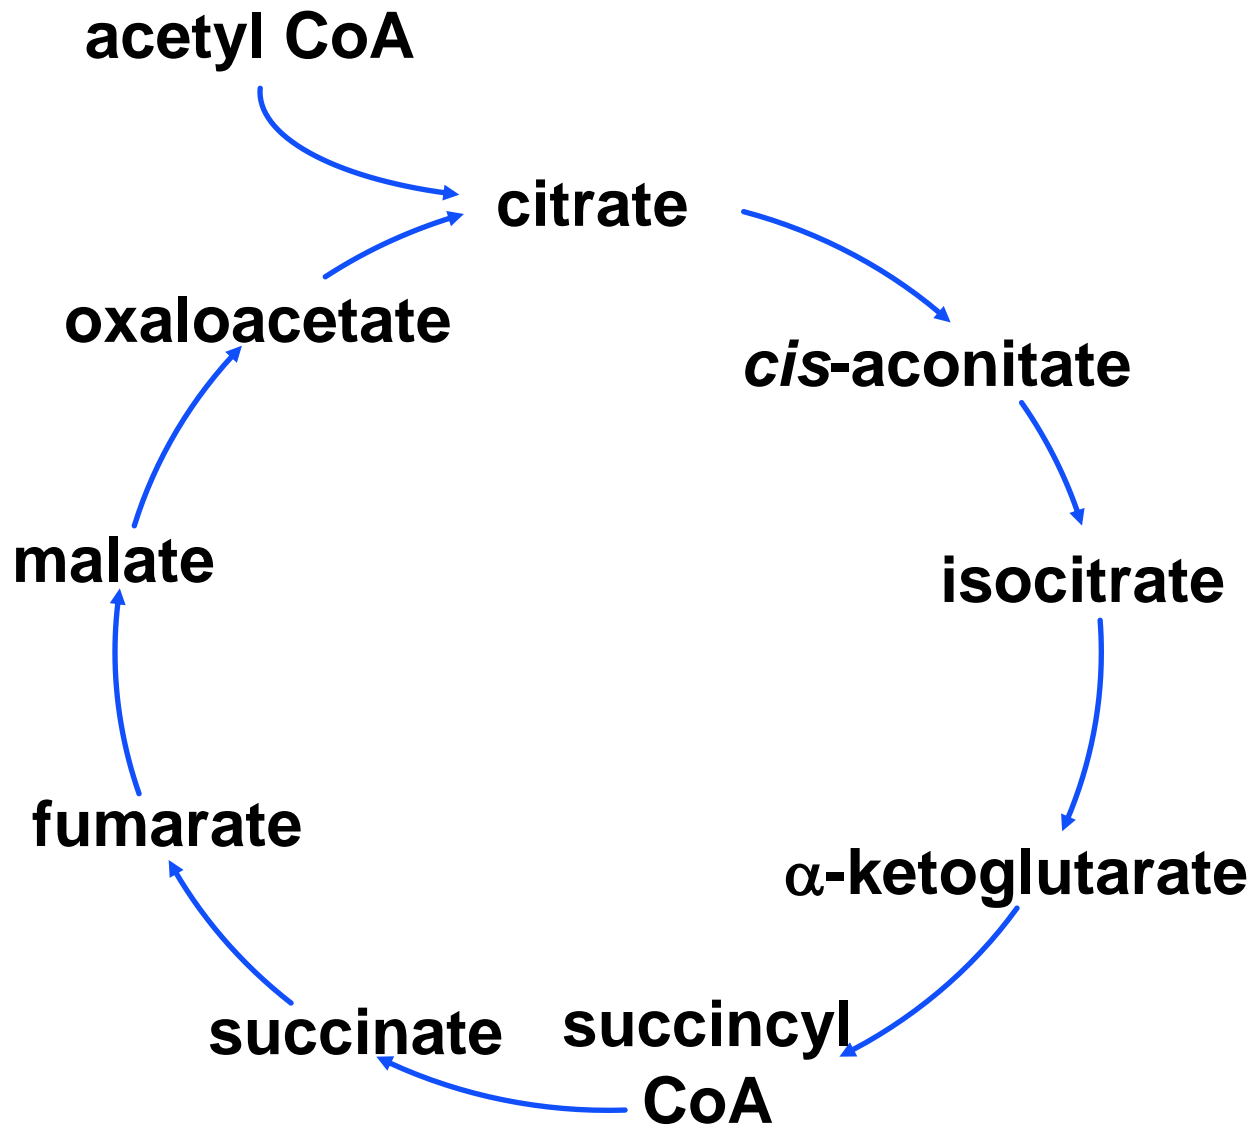 acetyl CoA
citrate
oxaloacetate
cis-aconitate
malate
isocitrate
fumarate
α-ketoglutarate
succinate
succincyl
CoA